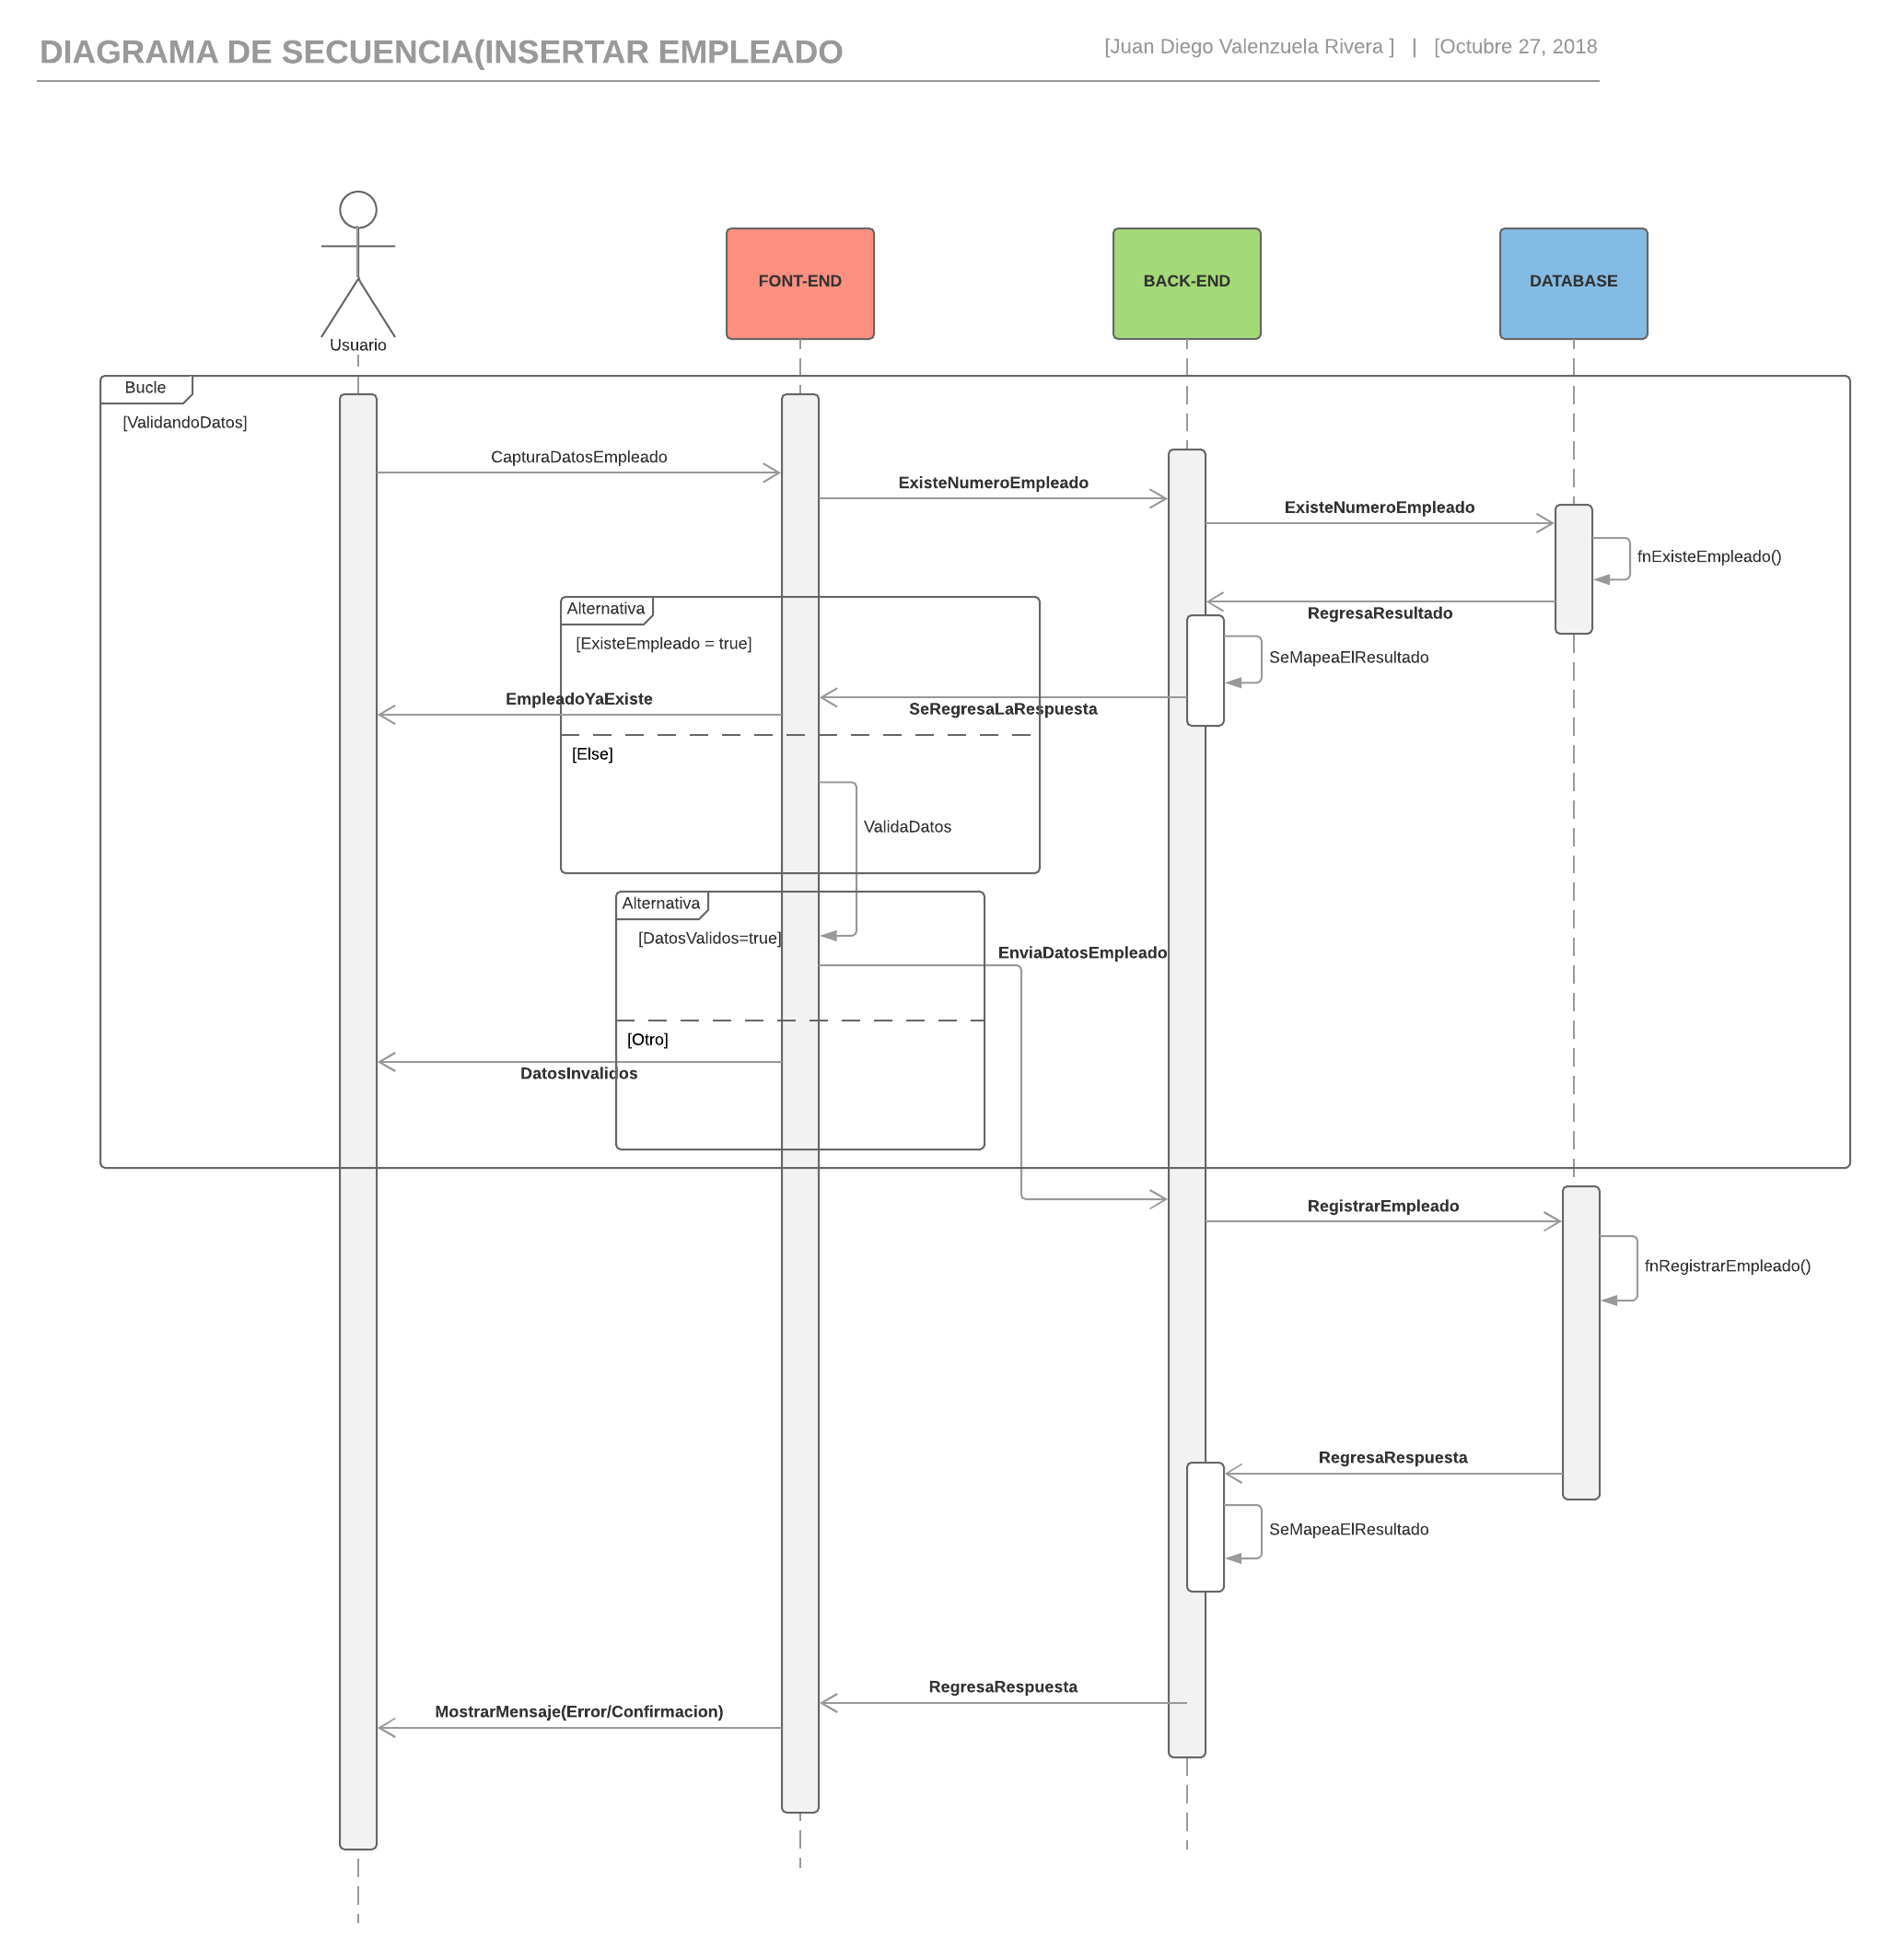 DIAGRAMA DE SECUENCIA(INSERTAR EMPLEADO
[Juan Diego Valenzuela Rivera ] | [Octubre 27, 2018
Usuario
FONT-END
BACK-END
DATABASE
Bucle
[ValidandoDatos]
CapturaDatosEmpleado
ExisteNumeroEmpleado
ExisteNumeroEmpleado
fnExisteEmpleado()
RegresaResultado
Alternativa
[ExisteEmpleado = true]
SeMapeaElResultado
EmpleadoYaExiste
SeRegresaLaRespuesta
[Else]
ValidaDatos
Alternativa
[DatosValidos=true]
EnviaDatosEmpleado
[Otro]
DatosInvalidos
RegistrarEmpleado
fnRegistrarEmpleado()
RegresaRespuesta
SeMapeaElResultado
RegresaRespuesta
MostrarMensaje(Error/Confirmacion)